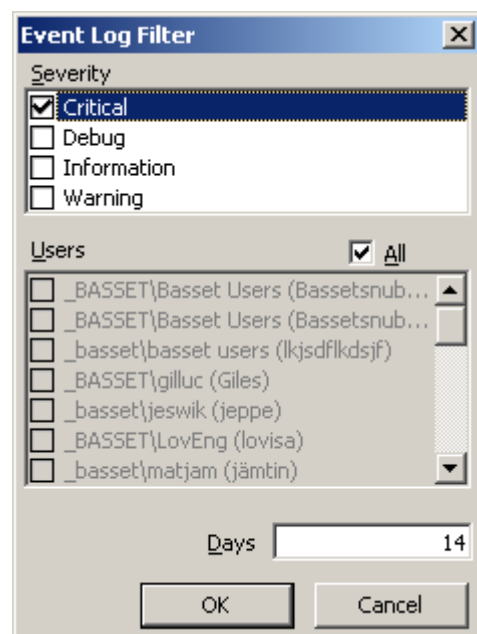 Event Log Filter
Severity
Critical
Debug
Information
Warning
Users All
_BASSET\Basset Users (Bassetsnub...
_BASSET\Basset Users (Bassetsnub...
_basset\basset users (lkjsdflkdsjf)
_BASSET\gilluc (Giles)
_basset\jeswik (jeppe)
_BASSET\LovEng (lovisa)
_basset\matjam (jämtin)
Days 14
OK Cancel